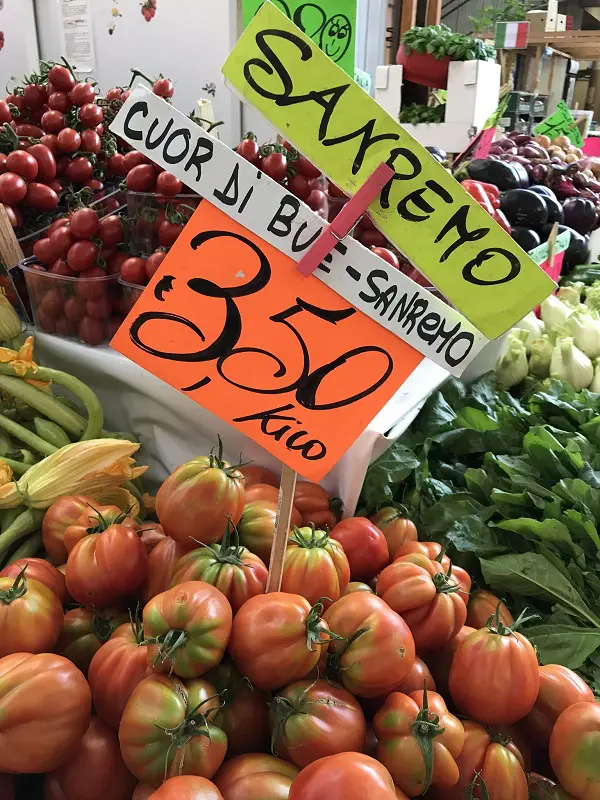 SANREMO
CUOR DI BUE-SANREMO
€3,50
KILO